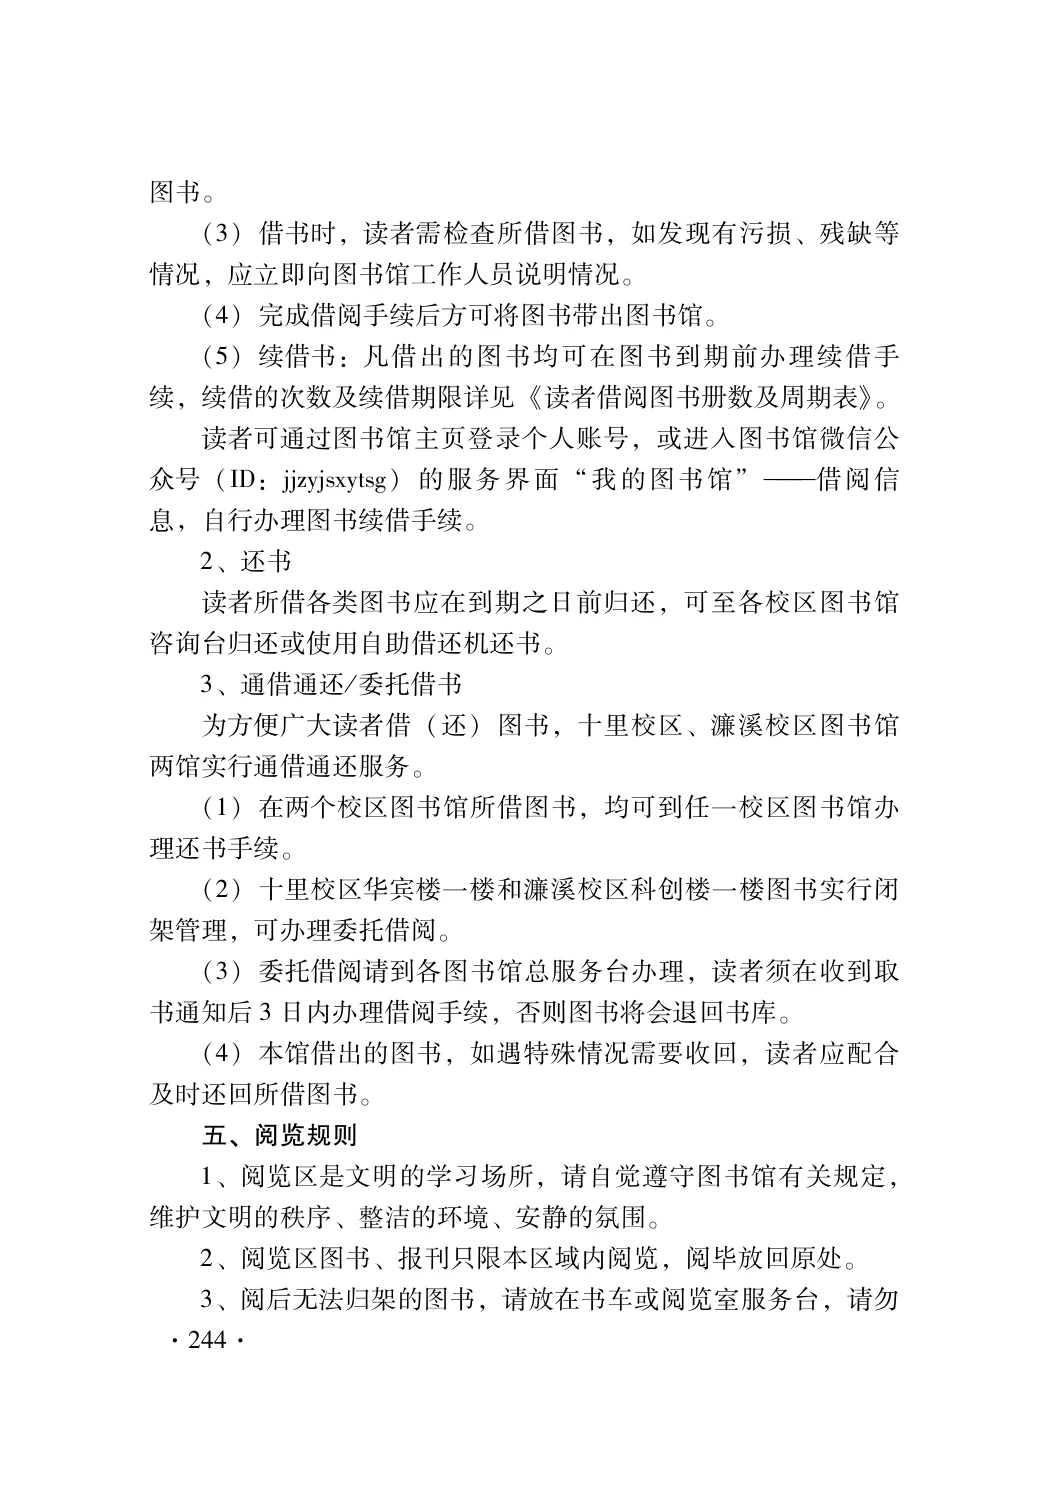 图书。
（3）借书时，读者需检查所借图书，如发现有污损、残缺等
情况，应立即向图书馆工作人员说明情况。
（4）完成借阅手续后方可将图书带出图书馆。
（5）续借书：凡借出的图书均可在图书到期前办理续借手
续，续借的次数及续借期限详见《读者借阅图书册数及周期表》。
读者可通过图书馆主页登录个人账号，或进入图书馆微信公
众号（ID：jjzyjsxytsg）的服务界面“我的图书馆”——借阅信
息，自行办理图书续借手续。
2、还书
读者所借各类图书应在到期之日前归还，可至各校区图书馆
咨询台归还或使用自助借还机还书。
3、通借通还/委托借书
为方便广大读者借（还）图书，十里校区、濂溪校区图书馆
两馆实行通借通还服务。
（1）在两个校区图书馆所借图书，均可到任一校区图书馆办
理还书手续。
（2）十里校区华宾楼一楼和濂溪校区科创楼一楼图书实行闭
架管理，可办理委托借阅。
（3）委托借阅请到各图书馆总服务台办理，读者须在收到取
书通知后 3 日内办理借阅手续，否则图书将会退回书库。
（4）本馆借出的图书，如遇特殊情况需要收回，读者应配合
及时还回所借图书。
五、阅览规则
1、阅览区是文明的学习场所，请自觉遵守图书馆有关规定，
维护文明的秩序、整洁的环境、安静的氛围。
2、阅览区图书、报刊只限本区域内阅览，阅毕放回原处。
3、阅后无法归架的图书，请放在书车或阅览室服务台，请勿
· 244 ·